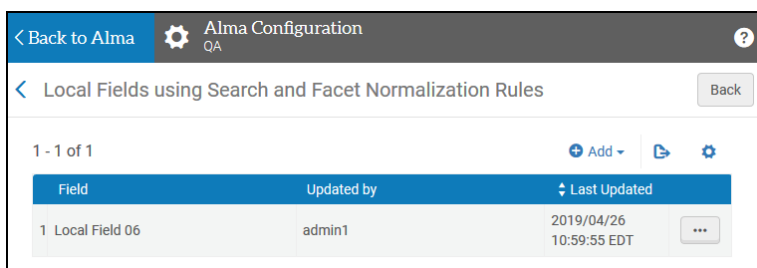 Back to Alma
Alma Configuration
QA
?
Local Fields using Search and Facet Normalization Rules
Back
1 - 1 of 1
Add
Field Updated by Last Updated
1 Local Field 06 admin1 2019/04/26
10:59:55 EDT